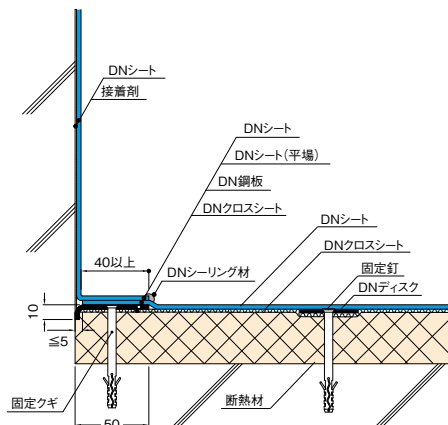 DNシート
接着剤
DNシート
DNシート(平場)
DN鋼板
DNクロスシート
DNシート
40以上
DNシーリング材
DNクロスシート
固定釘
DNディスク
10
≦5
固定クギ
断熱材
50